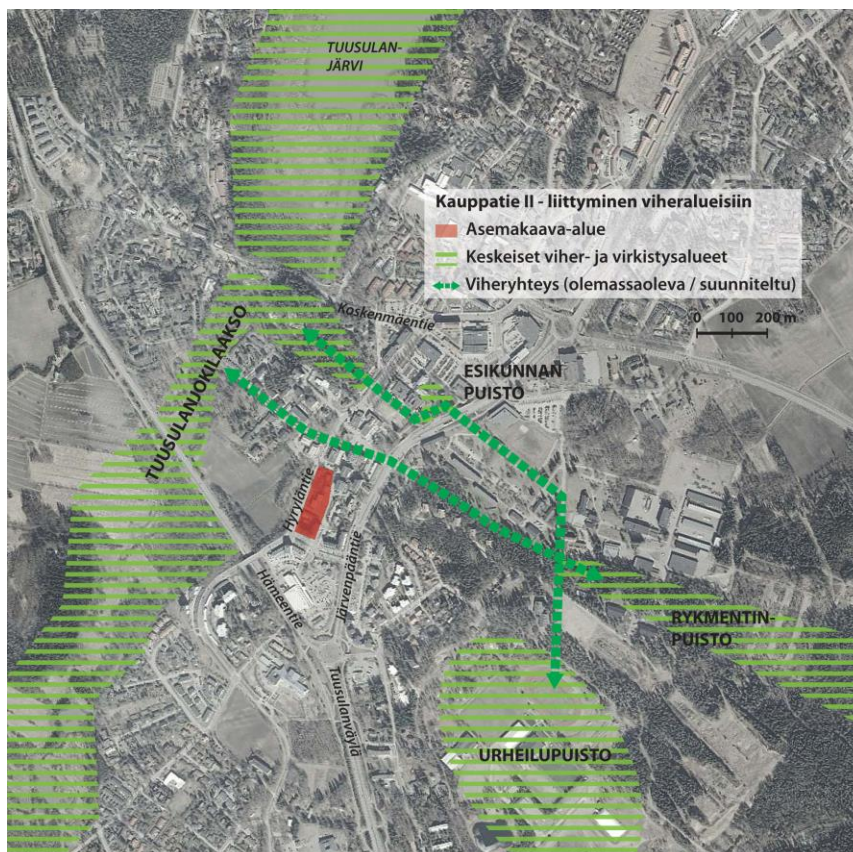 TUUSULAN-
JÄRVI
Kauppatie II - liittyminen viheralueisiin
Asemakaava-alue
Keskeiset viher- ja virkistysalueet
Viheryhteys (olemassaoleva / suunniteltu)
0 100 200 m
Koskenmäentie
ESIKUNNAN
PUISTO
TUUSULANJOKILAAKSO
Hyryläntie
Hämeentie
Järvenpääntie
Tuusulanväylä
RYKMENTIN-
PUISTO
URHEILUPUISTO